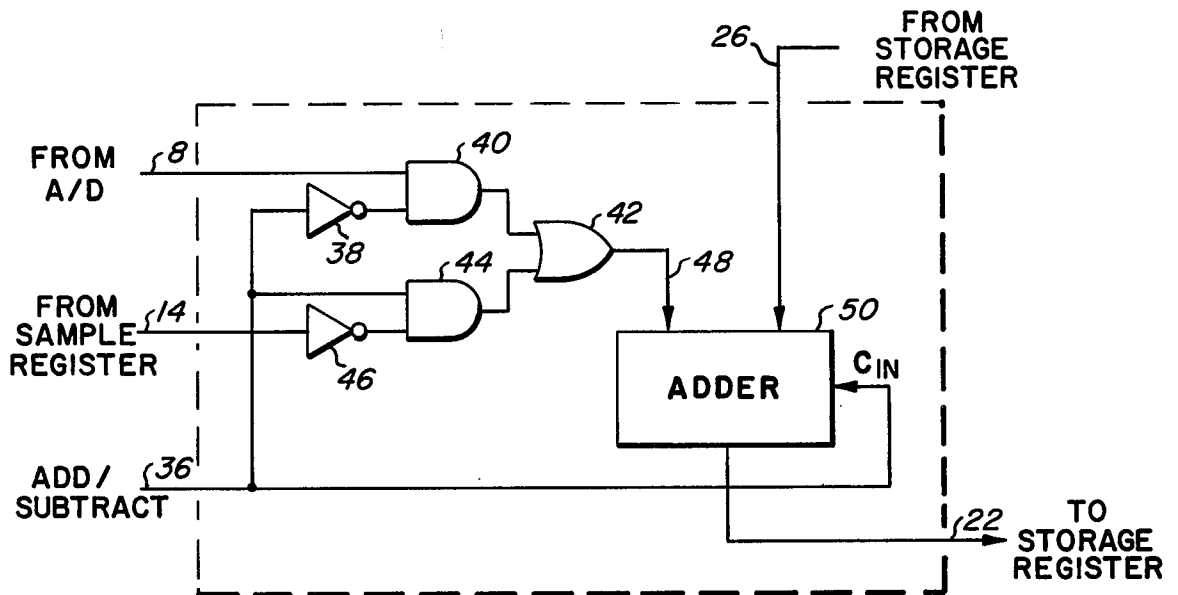 FROM
STORAGE
REGISTER
26
FROM
A/D
8
40
38
42
44
48
FROM
SAMPLE
REGISTER
14
46
50
ADDER
CIN
ADD/
SUBTRACT
36
22
TO
STORAGE
REGISTER